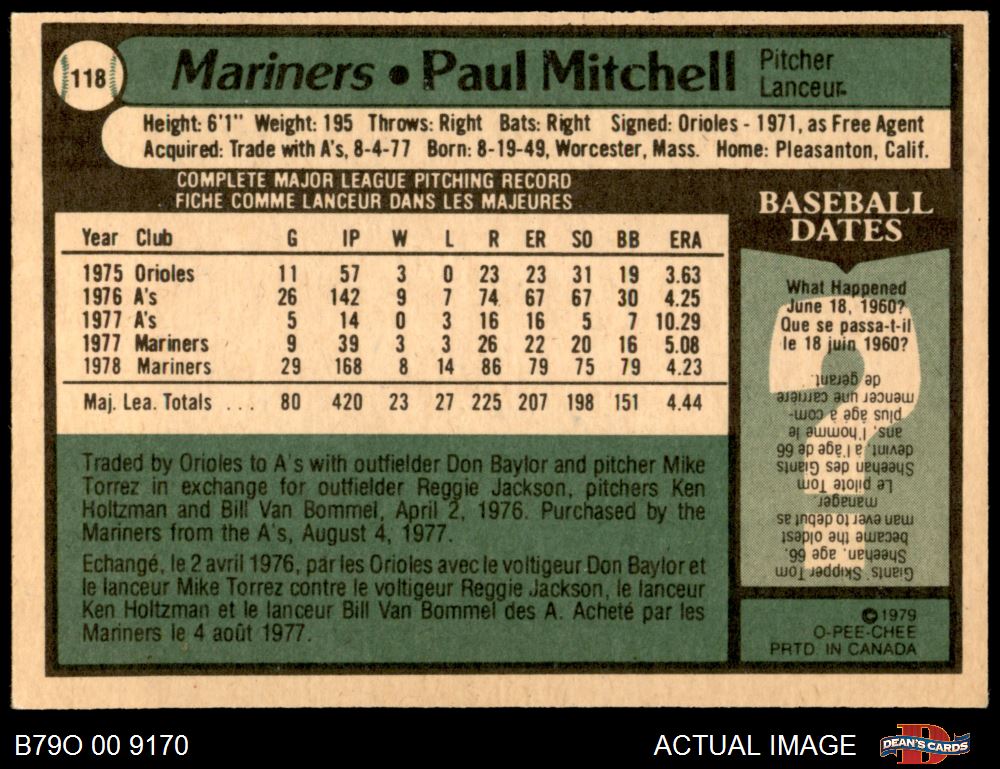 118
Mariners • Paul Mitchell
Pitcher
Lanceur
Height: 6'1" Weight: 195 Throws: Right Bats: Right Signed: Orioles - 1971, as Free Agent
Acquired: Trade with A's, 8-4-77 Born: 8-19-49, Worcester, Mass. Home: Pleasanton, Calif.
COMPLETE MAJOR LEAGUE PITCHING RECORD
FICHE COMME LANCEUR DANS LES MAJEURES
Year Club G IP W L R ER SO BB ERA
1975 Orioles 11 57 3 0 23 23 31 19 3.63
1976 A's 26 142 9 7 74 67 67 30 4.25
1977 A's 5 14 0 3 16 16 5 7 10.29
1977 Mariners 9 39 3 3 26 22 20 16 5.08
1978 Mariners 29 168 8 14 86 79 75 79 4.23
Maj. Lea. Totals ... 80 420 23 27 225 207 198 151 4.44
Traded by Orioles to A's with outfielder Don Baylor and pitcher Mike
Torrez in exchange for outfielder Reggie Jackson, pitchers Ken
Holtzman and Bill Van Bommel, April 2, 1976. Purchased by the
Mariners from the A's, August 4, 1977.
Echangé, le 2 avril 1976, par les Orioles avec le voltigeur Don Baylor et
le lanceur Mike Torrez contre le voltigeur Reggie Jackson, le lanceur
Ken Holtzman et le lanceur Bill Van Bommel des A. Acheté par les
Mariners le 4 août 1977.
BASEBALL
DATES
What Happened
June 18, 1960?
Que se passa-t-il
le 18 juin 1960?
Giants' Skipper Tom
Sheehan, age 66,
became the oldest
man ever to debut as
manager
Le pilote Tom
Sheehan des Giants
devint, à l'âge de 66
ans, l'homme le
plus âgé à com-
mencer une carrière
de gérant.
©1979
O-PEE-CHEE
PRTD. IN CANADA
B79O 00 9170
ACTUAL IMAGE
DEAN'S CARDS